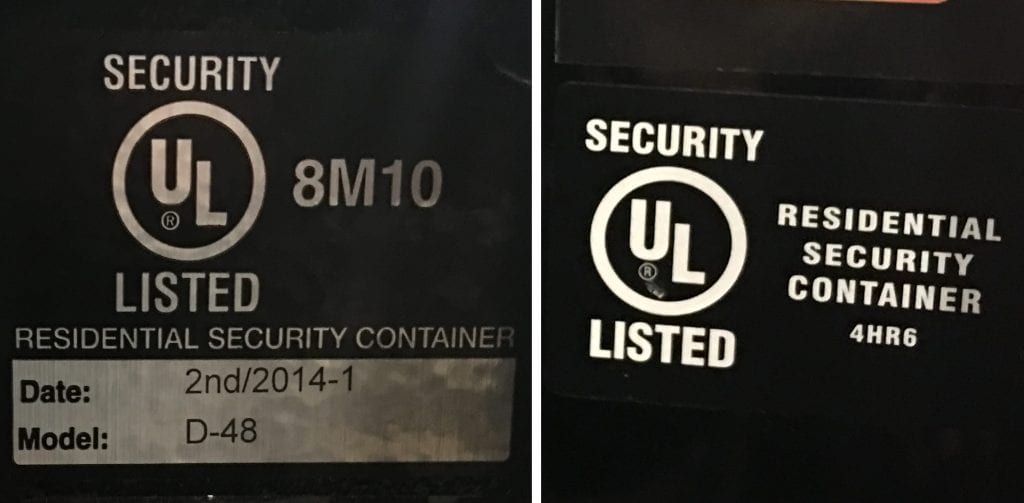 SECURITY
UL
®
8M10
LISTED
RESIDENTIAL SECURITY CONTAINER
Date: 2nd/2014-1
Model: D-48
SECURITY
UL
®
LISTED
RESIDENTIAL
SECURITY
CONTAINER
4HR6